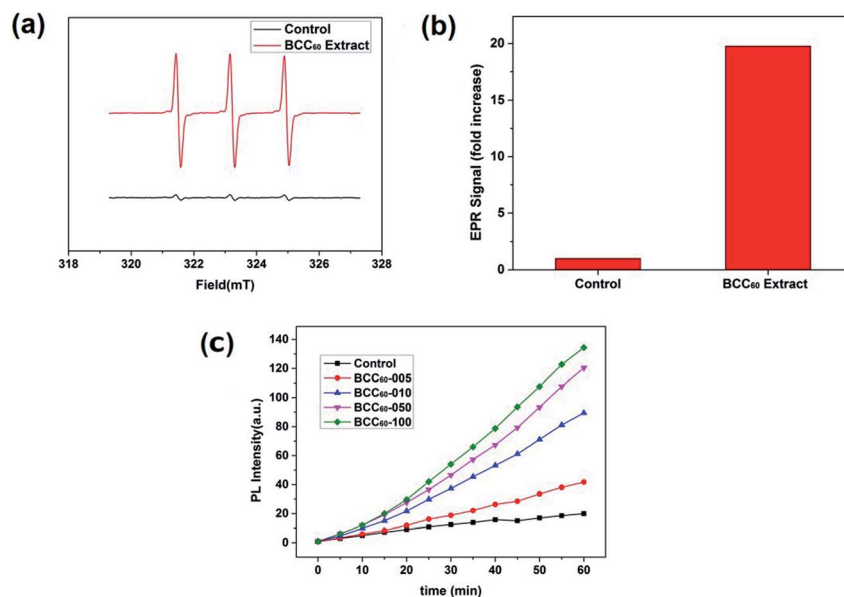 (a)
Control
BCC₆₀ Extract
318 320 322 324 326 328
Field(mT)
(b)
EPR Signal (fold increase)
20
15
10
5
0
Control BCC₆₀ Extract
(c)
PL Intensity(a.u.)
140
120
100
80
60
40
20
0
Control
BCC₆₀-005
BCC₆₀-010
BCC₆₀-050
BCC₆₀-100
0 10 20 30 40 50 60
time (min)